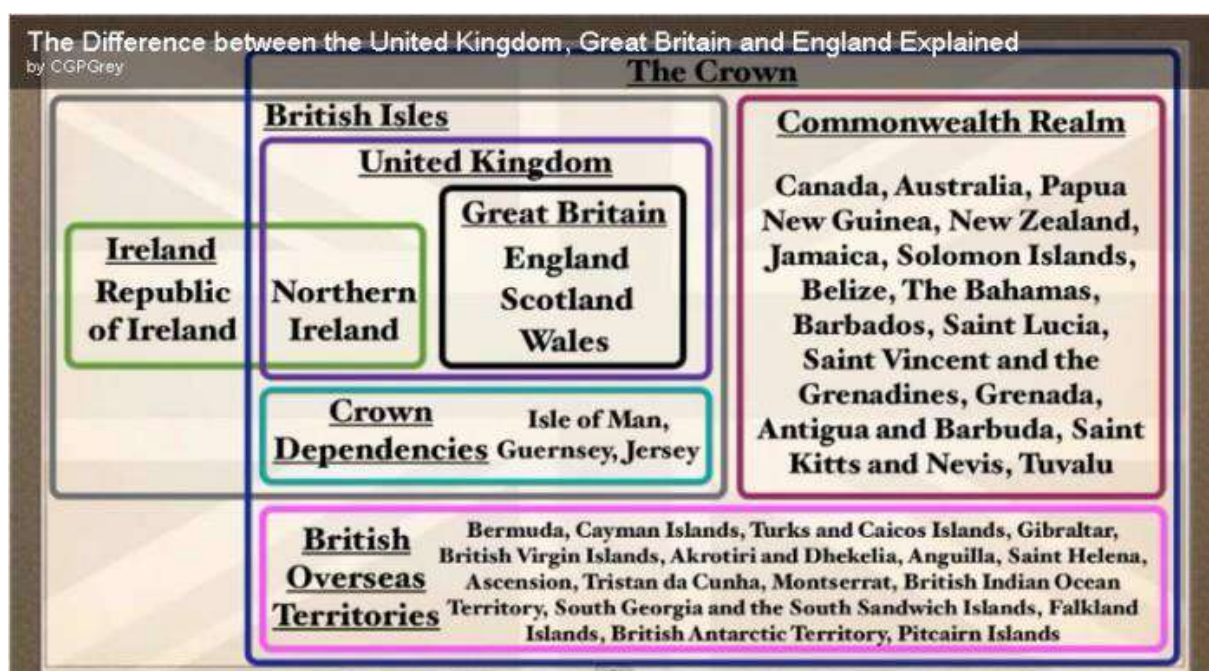 The Difference between the United Kingdom, Great Britain and England Explained
by CGPGrey
The Crown
British Isles
United Kingdom
Great Britain
England
Scotland
Wales
Ireland
Republic
of Ireland
Northern
Ireland
Crown
Dependencies
Isle of Man,
Guernsey, Jersey
Commonwealth Realm
Canada, Australia, Papua
New Guinea, New Zealand,
Jamaica, Solomon Islands,
Belize, The Bahamas,
Barbados, Saint Lucia,
Saint Vincent and the
Grenadines, Grenada,
Antigua and Barbuda, Saint
Kitts and Nevis, Tuvalu
British
Overseas
Territories
Bermuda, Cayman Islands, Turks and Caicos Islands, Gibraltar,
British Virgin Islands, Akrotiri and Dhekelia, Anguilla, Saint Helena,
Ascension, Tristan da Cunha, Montserrat, British Indian Ocean
Territory, South Georgia and the South Sandwich Islands, Falkland
Islands, British Antarctic Territory, Pitcairn Islands